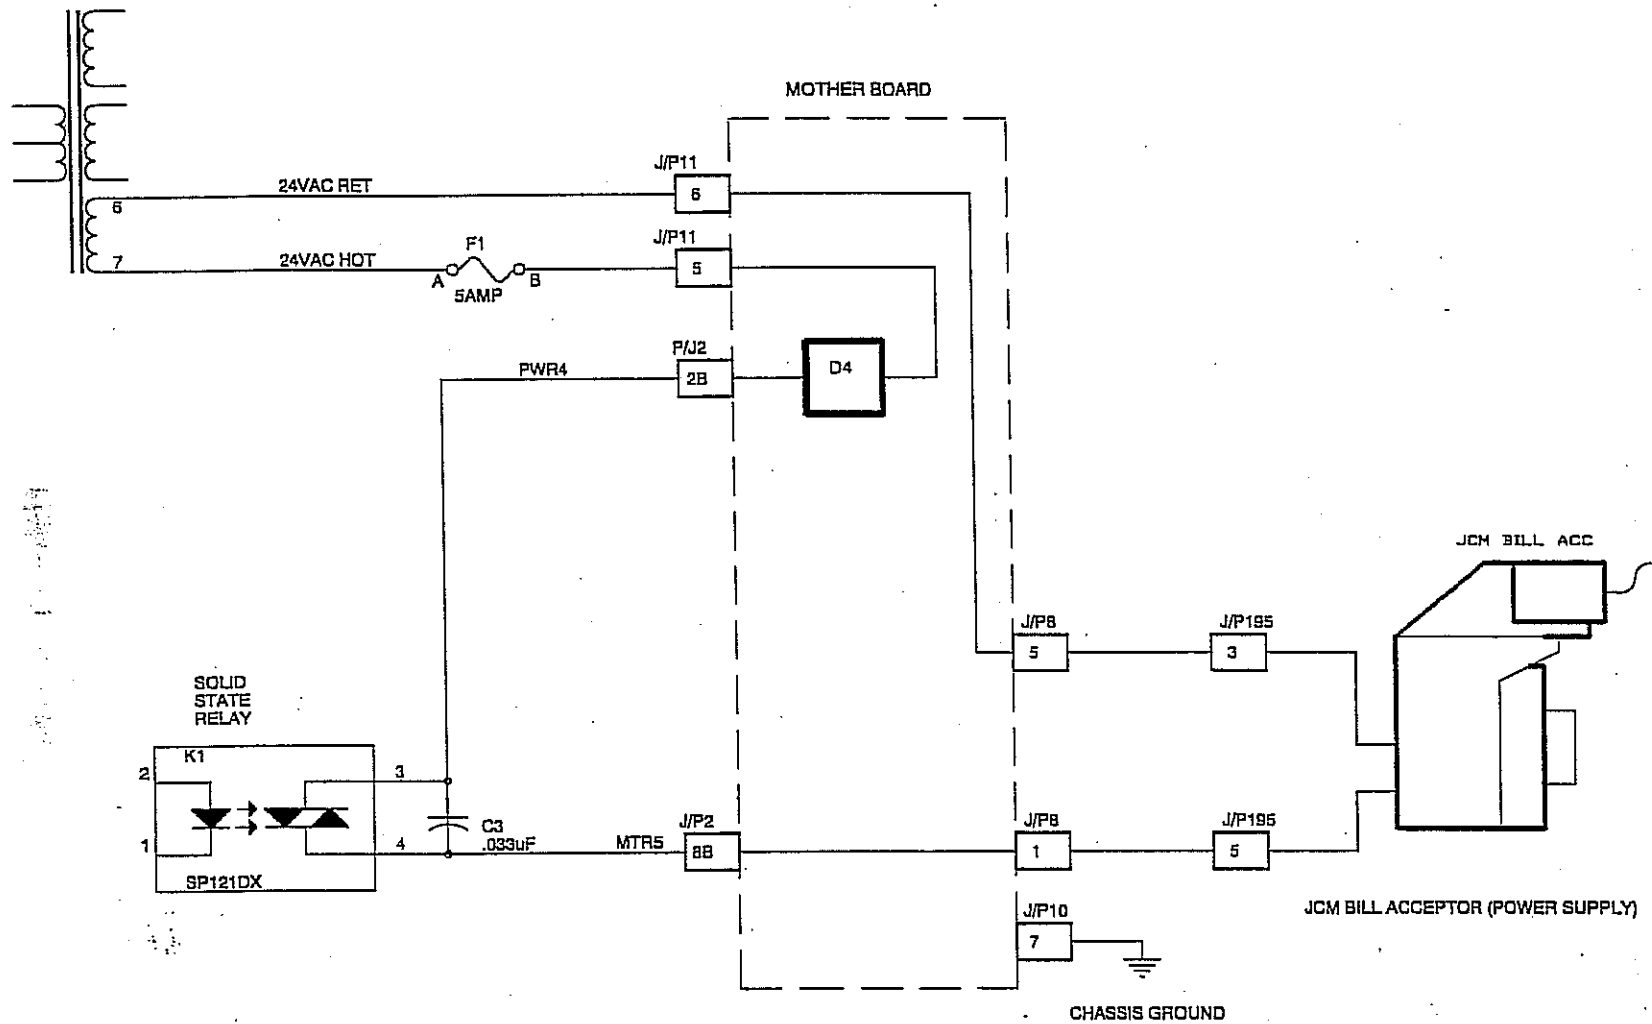 MOTHER BOARD
J/P11
24VAC RET
6
6
J/P11
F1
24VAC HOT
7
5
A
B
5AMP
P/J2
D4
PWR4
2B
JCM BILL ACC
J/P8
J/P195
5
3
SOLID
STATE
RELAY
K1
2
3
J/P2
J/P8
J/P195
C3
.033uF
MTR5
1
4
8B
1
5
SP121DX
JCM BILL ACCEPTOR (POWER SUPPLY)
J/P10
7
CHASSIS GROUND